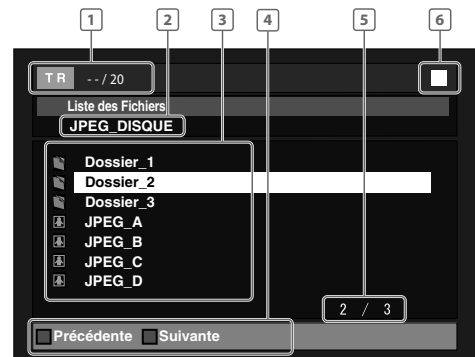 1 2 3 4 5 6
TR --/20
Liste des Fichiers
JPEG_DISQUE
Dossier_1
Dossier_2
Dossier_3
JPEG_A
JPEG_B
JPEG_C
JPEG_D
2 / 3
Précédente Suivante